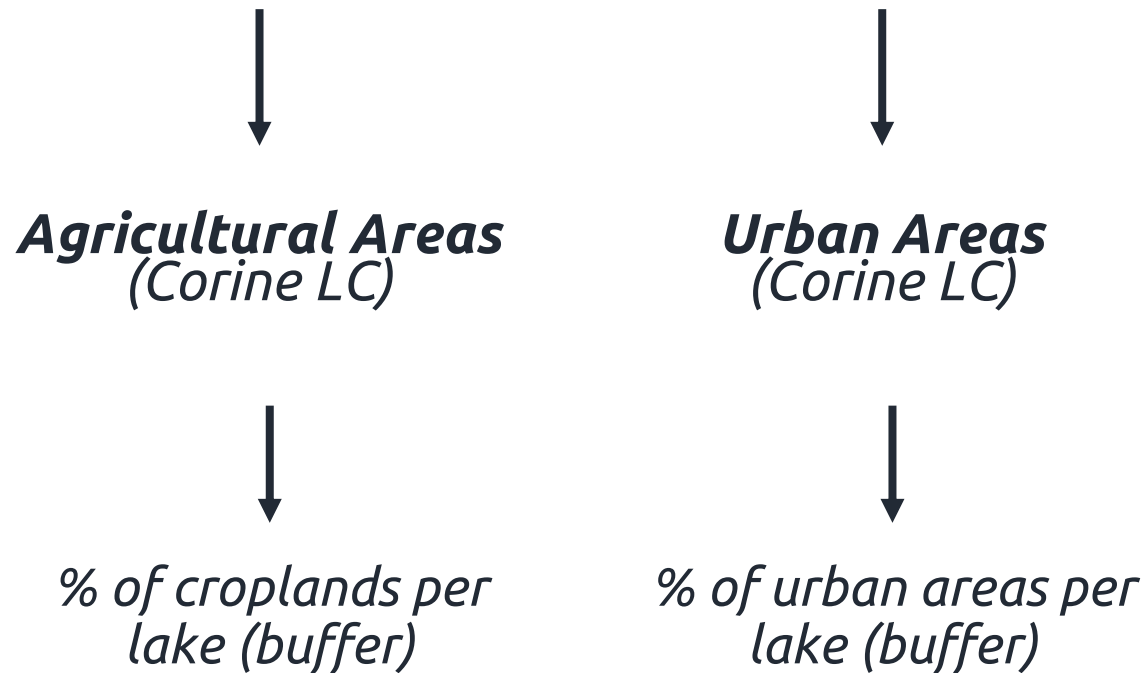 Agricultural Areas
(Corine LC)
Urban Areas
(Corine LC)
% of croplands per
lake (buffer)
% of urban areas per
lake (buffer)